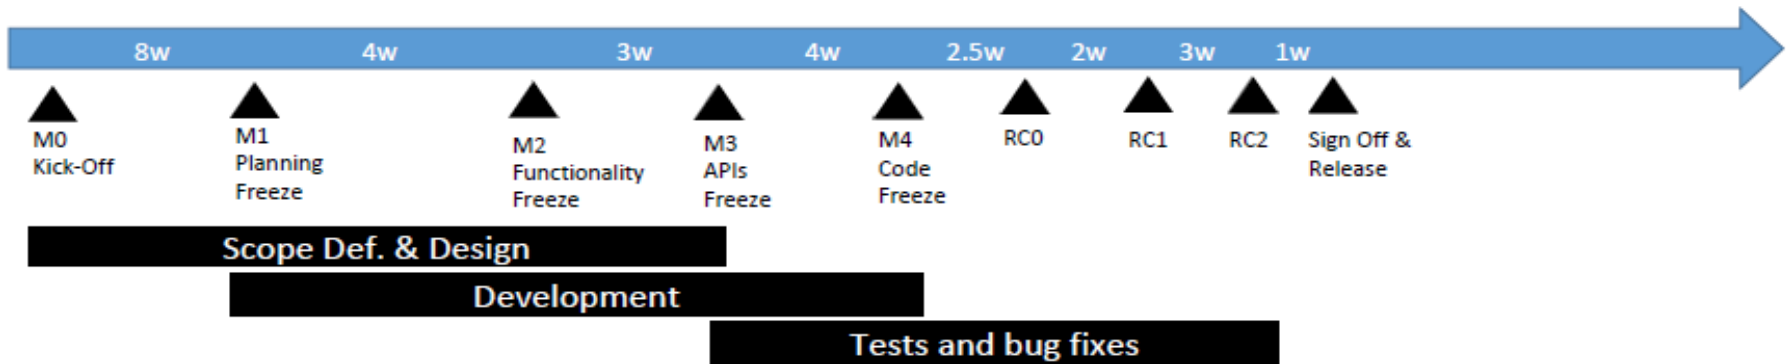 8w 4w 3w 4w 2.5w 2w 3w 1w
M0
Kick-Off
M1
Planning
Freeze
M2
Functionality
Freeze
M3
APIs
Freeze
M4
Code
Freeze
RC0
RC1
RC2
Sign Off &
Release
Scope Def. & Design
Development
Tests and bug fixes